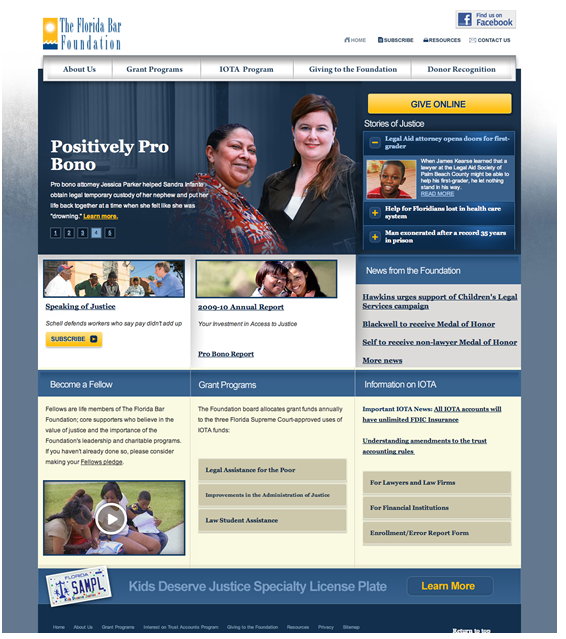 The Florida Bar
Foundation
Find us on
Facebook
HOME
SUBSCRIBE
RESOURCES
CONTACT US
About Us
Grant Programs
IOTA Program
Giving to the Foundation
Donor Recognition
Positively Pro
Bono
Pro bono attorney Jessica Parker helped Sandra Infante
obtain legal temporary custody of her nephew and put her
life back together at a time when she felt like she was
"drowning." Learn more.
1 2 3 4 5
GIVE ONLINE
Stories of Justice
Legal Aid attorney opens doors for first-
grader
When James Kearse learned that a
lawyer at the Legal Aid Society of
Palm Beach County might be able to
help his first-grader, he let nothing
stand in his way.
READ MORE
Help for Floridians lost in health care
system
Man exonerated after a record 35 years
in prison
Speaking of Justice
Schell defends workers who say pay didn't add up
SUBSCRIBE
2009-10 Annual Report
Your Investment in Access to Justice
Pro Bono Report
News from the Foundation
Hawkins urges support of Children's Legal
Services campaign
Blackwell to receive Medal of Honor
Self to receive non-lawyer Medal of Honor
More news
Become a Fellow
Fellows are life members of The Florida Bar
Foundation; core supporters who believe in the
value of justice and the importance of the
Foundation's leadership and charitable programs.
If you haven't already done so, please consider
making your Fellows pledge.
Grant Programs
The Foundation board allocates grant funds annually
to the three Florida Supreme Court-approved uses of
IOTA funds:
Legal Assistance for the Poor
Improvements in the Administration of Justice
Law Student Assistance
Information on IOTA
Important IOTA News: All IOTA accounts will
have unlimited FDIC Insurance
Understanding amendments to the trust
accounting rules
For Lawyers and Law Firms
For Financial Institutions
Enrollment/Error Report Form
FLORIDA
SAMPL
Kids Deserve Justice
Kids Deserve Justice Specialty License Plate
Learn More
Home
About Us
Grant Programs
Interest on Trust Accounts Program
Giving to the Foundation
Resources
Privacy
Sitemap
Return to top